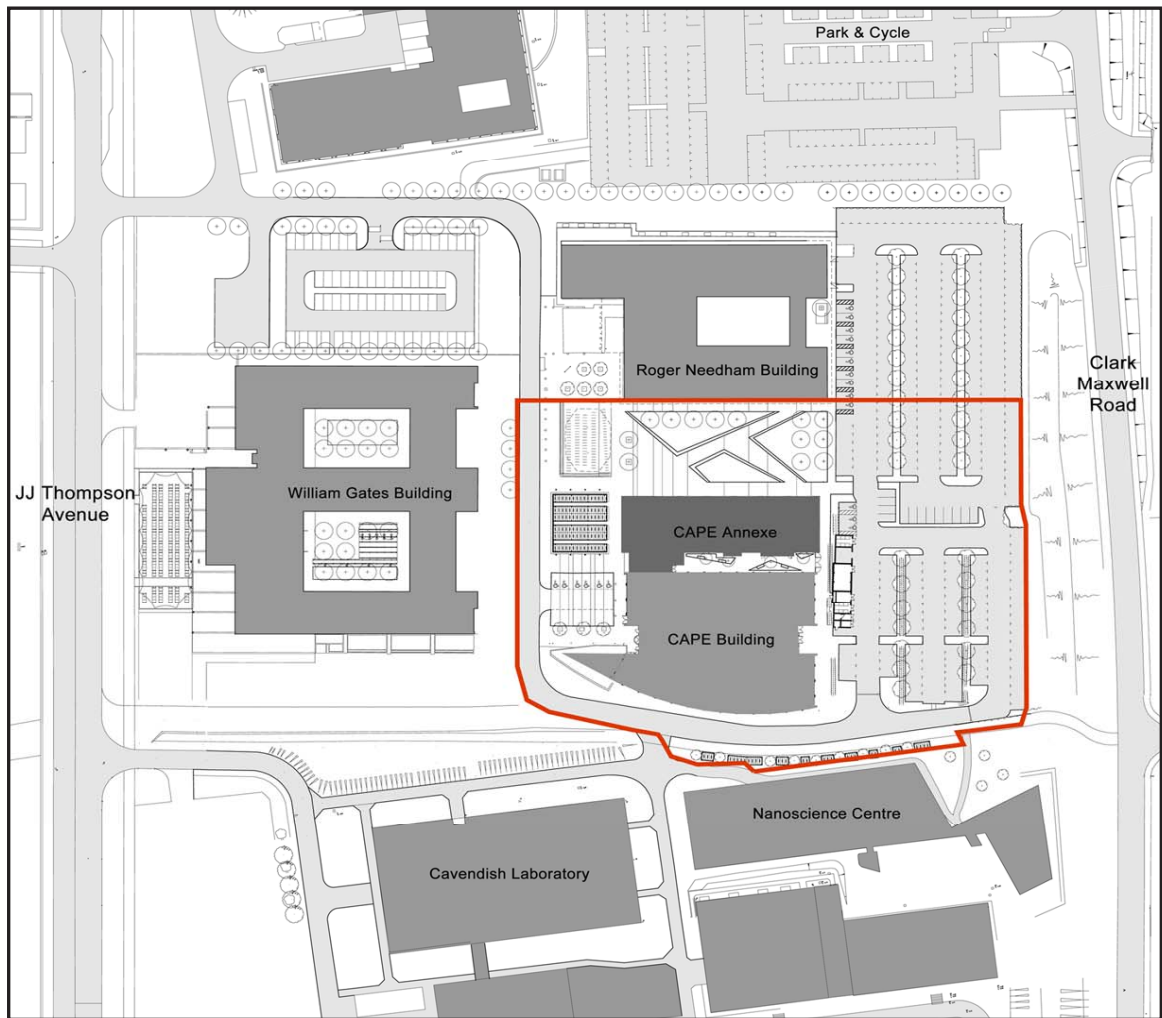 Park & Cycle
Roger Needham Building
Clark
Maxwell
Road
JJ Thompson
Avenue
William Gates Building
CAPE Annexe
CAPE Building
Nanoscience Centre
Cavendish Laboratory